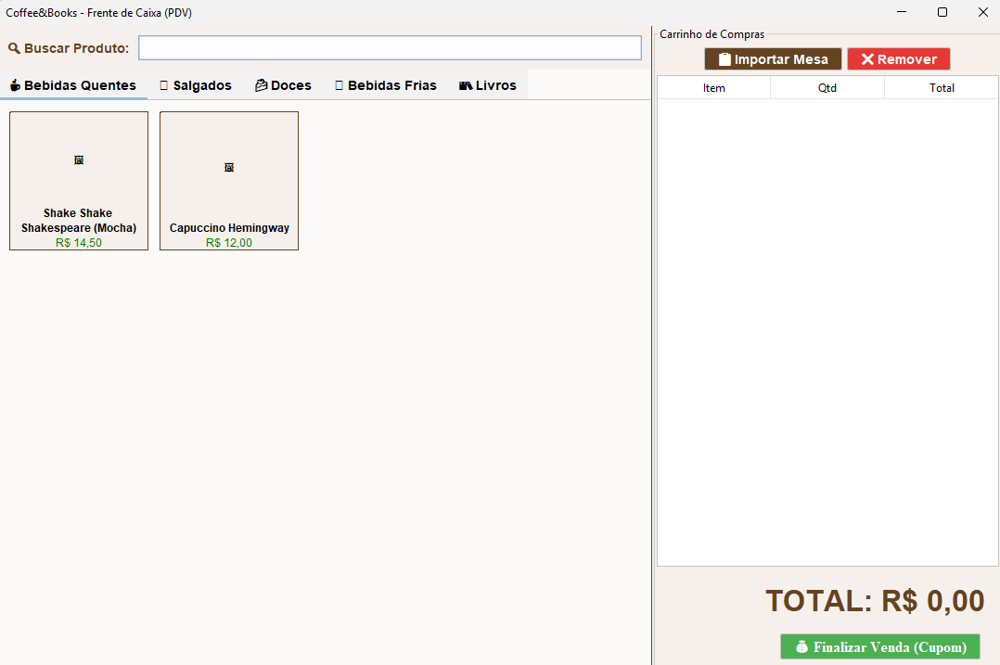 Coffee&Books - Frente de Caixa (PDV)
Buscar Produto:
Bebidas Quentes
Salgados
Doces
Bebidas Frias
Livros
Shake Shake
Shakespeare (Mocha)
R$ 14,50
Capuccino Hemingway
R$ 12,00
Carrinho de Compras
Importar Mesa
Remover
Item
Qtd
Total
TOTAL: R$ 0,00
Finalizar Venda (Cupom)